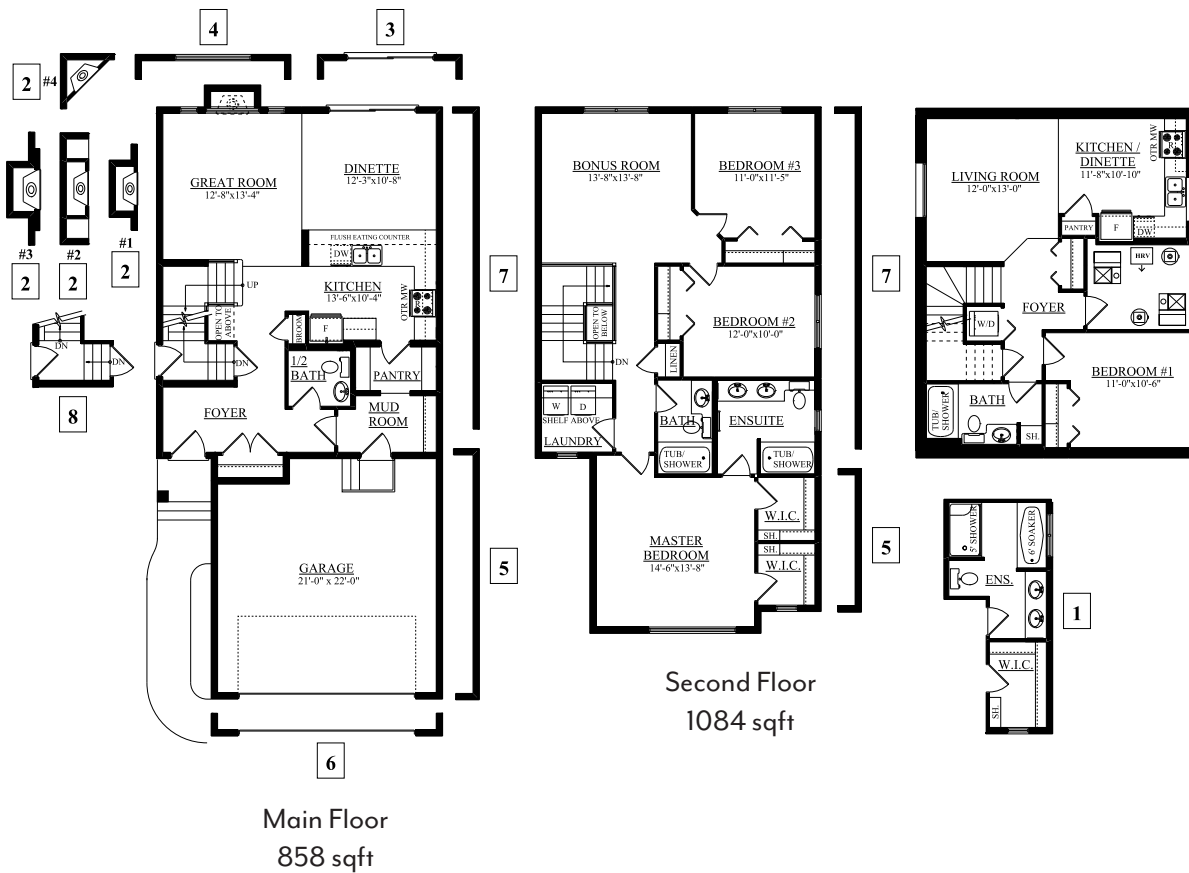 4
3
2 #4
#3
2
#2
2
#1
2
GREAT ROOM
12'-8"x13'-4"
DINETTE
12'-3"x10'-8"
FLUSH EATING COUNTER
DW
UP
KITCHEN
13'-6"x10'-4"
OTR MW
OPEN TO
ABOVE
BROOM
F
DN
1/2
BATH
PANTRY
FOYER
MUD
ROOM
GARAGE
21'-0" x 22'-0"
DN
DN
8
7
5
6
Main Floor
858 sqft
BONUS ROOM
13'-8"x13'-8"
BEDROOM #3
11'-0"x11'-5"
BEDROOM #2
12'-0"x10'-0"
OPEN TO
BELOW
DN
LINEN
W
D
SHELF ABOVE
LAUNDRY
BATH
TUB/
SHOWER
ENSUITE
TUB/
SHOWER
W.I.C.
SH.
SH.
W.I.C.
MASTER
BEDROOM
14'-6"x13'-8"
7
5
Second Floor
1084 sqft
LIVING ROOM
12'-0"x13'-0"
KITCHEN /
DINETTE
11'-8"x10'-10"
OTR MW
R
PANTRY
F
DW
HRV
FOYER
W/D
BEDROOM #1
11'-0"x10'-6"
BATH
TUB/
SHOWER
SH.
5' SHOWER
6' SOAKER
ENS.
W.I.C.
SH.
1